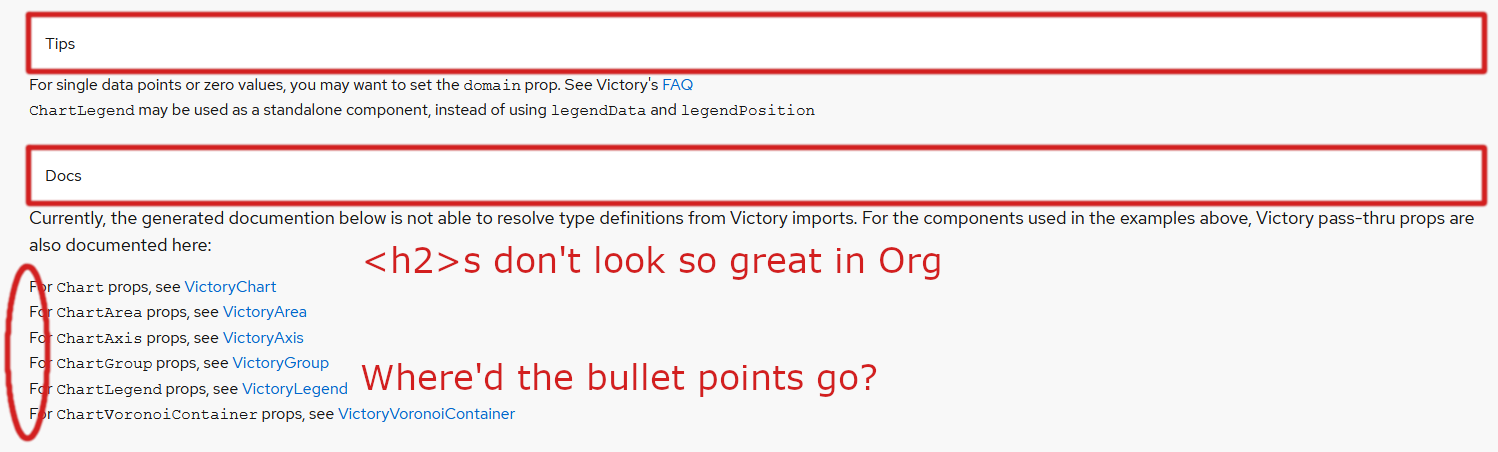 Tips
For single data points or zero values, you may want to set the domain prop. See Victory's FAQ
ChartLegend may be used as a standalone component, instead of using legendData and legendPosition
Docs
Currently, the generated documention below is not able to resolve type definitions from Victory imports. For the components used in the examples above, Victory pass-thru props are
also documented here:
<h2>s don't look so great in Org
For Chart props, see VictoryChart
For ChartArea props, see VictoryArea
For ChartAxis props, see VictoryAxis
For ChartGroup props, see VictoryGroup
Where'd the bullet points go?
For ChartLegend props, see VictoryLegend
For ChartVoronoiContainer props, see VictoryVoronoiContainer